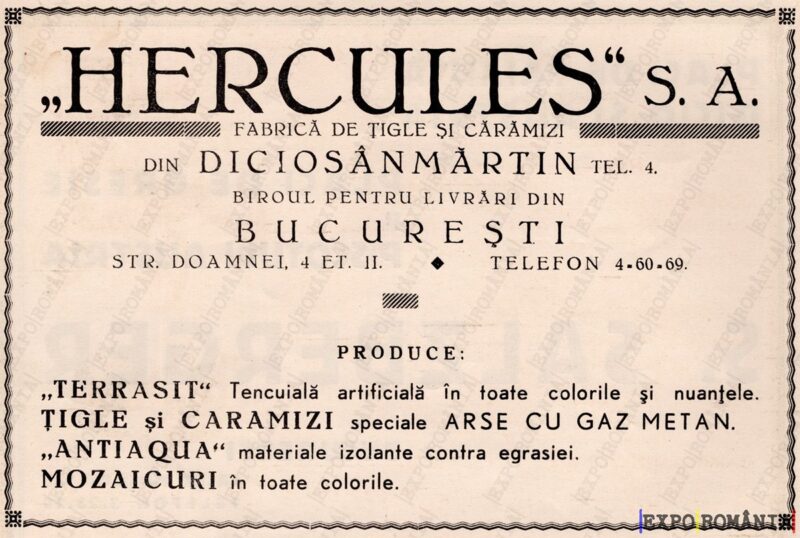 „HERCULES“ S. A.
FABRICĂ DE ŢIGLE ŞI CĂRĂMIZI
DIN DICIOSÂNMĂRTIN TEL. 4.
BIROUL PENTRU LIVRĂRI DIN
BUCUREŞTI
STR. DOAMNEI, 4 ET. II. ◆ TELEFON 4-60-69.
PRODUCE:
„TERRASIT“ Tencuială artificială în toate colorile şi nuanţele.
ŢIGLE şi CARAMIZI speciale ARSE CU GAZ METAN.
„ANTIAQUA“ materiale izolante contra egrasiei.
MOZAICURI în toate colorile.
EXPO ROMÂNI